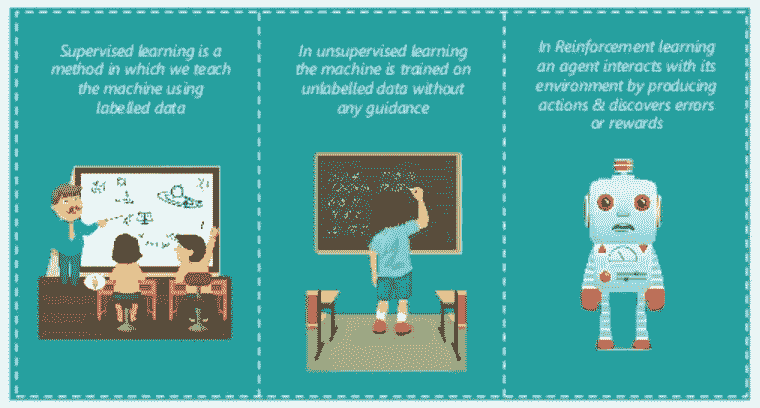 Supervised learning is a
method in which we teach
the machine using
labelled data
In unsupervised learning
the machine is trained on
unlabelled data without
any guidance
In Reinforcement learning
an agent interacts with its
environment by producing
actions & discovers errors
or rewards